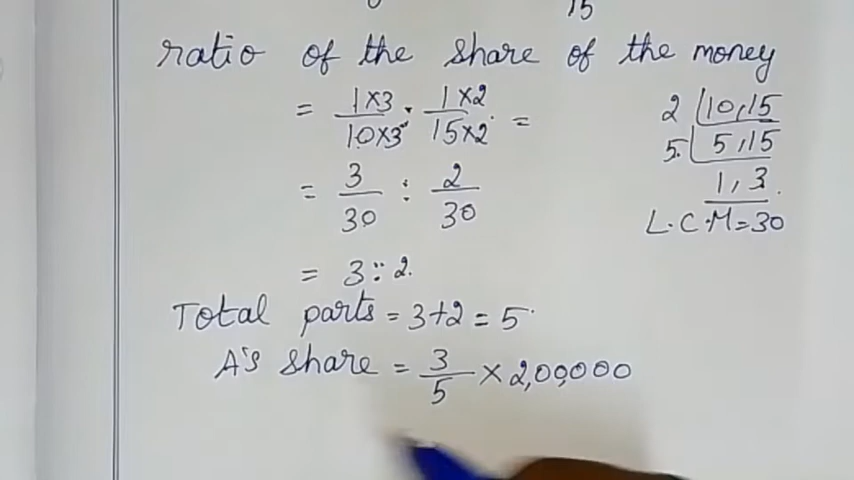 15
ratio of the share of the money
= 1×3/10×3 : 1×2/15×2 =
2 | 10,15
5 | 5,15
1, 3
L.C.M=30
= 3/30 : 2/30
= 3:2
Total parts = 3+2 = 5
A's share = 3/5 × 2,00,000